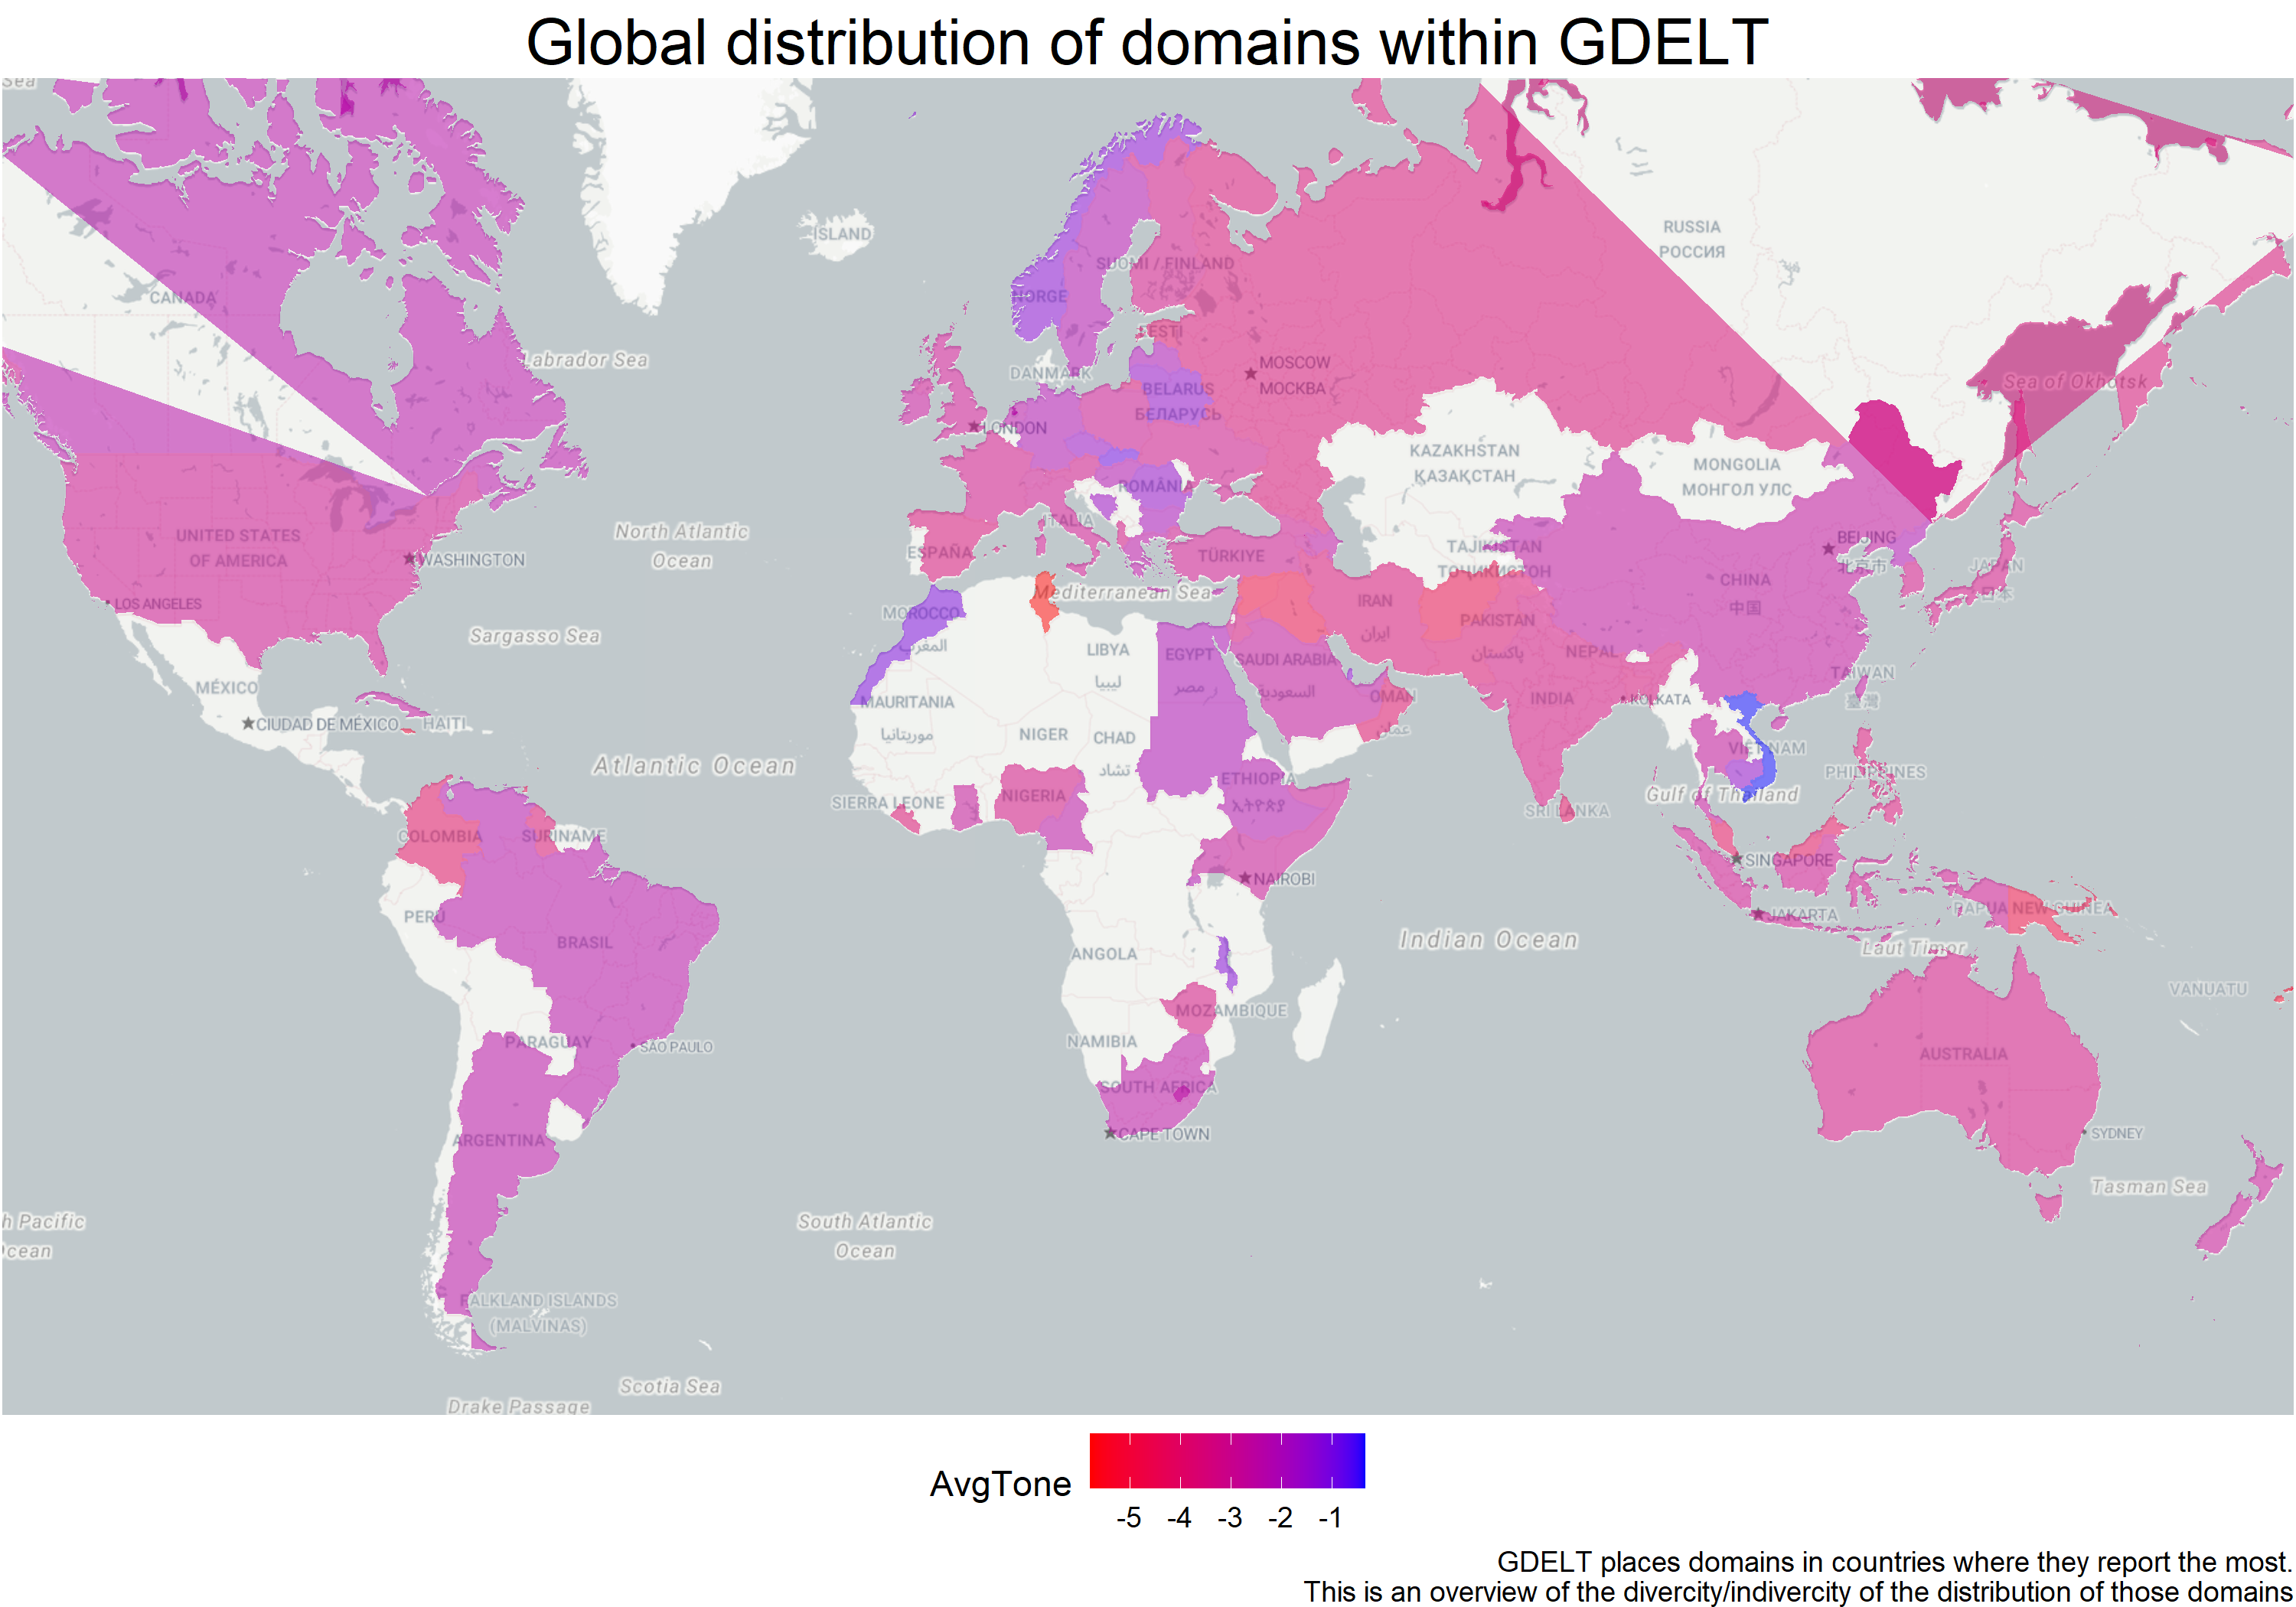 Global distribution of domains within GDELT
Sea
ISLAND
RUSSIA
РОССИЯ
SUOMI / FINLAND
NORGE
CANADA
EESTI
Labrador Sea
DANMARK
MOSCOW
МОСКВА
BELARUS
БЕЛАРУСЬ
Sea of Okhotsk
LONDON
KAZAKHSTAN
ҚАЗАҚСТАН
MONGOLIA
МОНГОЛ УЛС
ROMÂNIA
ITALIA
North Atlantic
Ocean
UNITED STATES
OF AMERICA
WASHINGTON
ESPAÑA
TÜRKIYE
TAJIKISTAN
ТОҶИКИСТОН
BEIJING
北京市
JAPAN
日本
CHINA
中国
LOS ANGELES
Mediterranean Sea
MOROCCO
المغرب
IRAN
ایران
PAKISTAN
پاکستان
Sargasso Sea
LIBYA
ليبيا
EGYPT
مصر
SAUDI ARABIA
السعودية
NEPAL
TAIWAN
臺灣
MÉXICO
MAURITANIA
موريتانيا
OMAN
عمان
INDIA
KOLKATA
CIUDAD DE MÉXICO
HAITI
NIGER
CHAD
تشاد
VIET NAM
Atlantic Ocean
ETHIOPIA
ኢትዮጵያ
PHILIPPINES
SIERRA LEONE
NIGERIA
SRI LANKA
Gulf of Thailand
COLOMBIA
SURINAME
SINGAPORE
NAIROBI
PERÚ
JAKARTA
PAPUA NEW GUINEA
BRASIL
Indian Ocean
Laut Timor
ANGOLA
VANUATU
MOZAMBIQUE
PARAGUAY
SÃO PAULO
NAMIBIA
AUSTRALIA
SOUTH AFRICA
CAPE TOWN
SYDNEY
ARGENTINA
Tasman Sea
h Pacific
Ocean
South Atlantic
Ocean
FALKLAND ISLANDS
(MALVINAS)
Scotia Sea
Drake Passage
AvgTone
-5 -4 -3 -2 -1
GDELT places domains in countries where they report the most.
This is an overview of the divercity/indivercity of the distribution of those domains